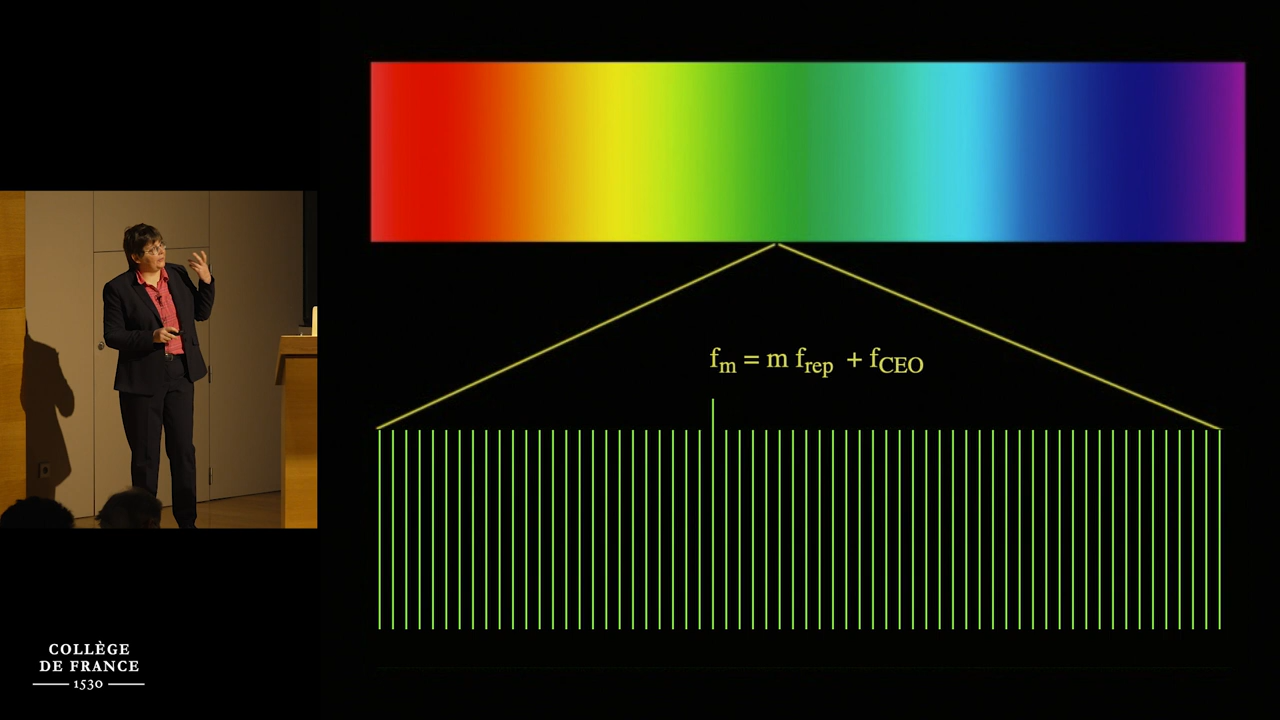 f_m = m f_rep + f_CEO
COLLÈGE
DE FRANCE
1530